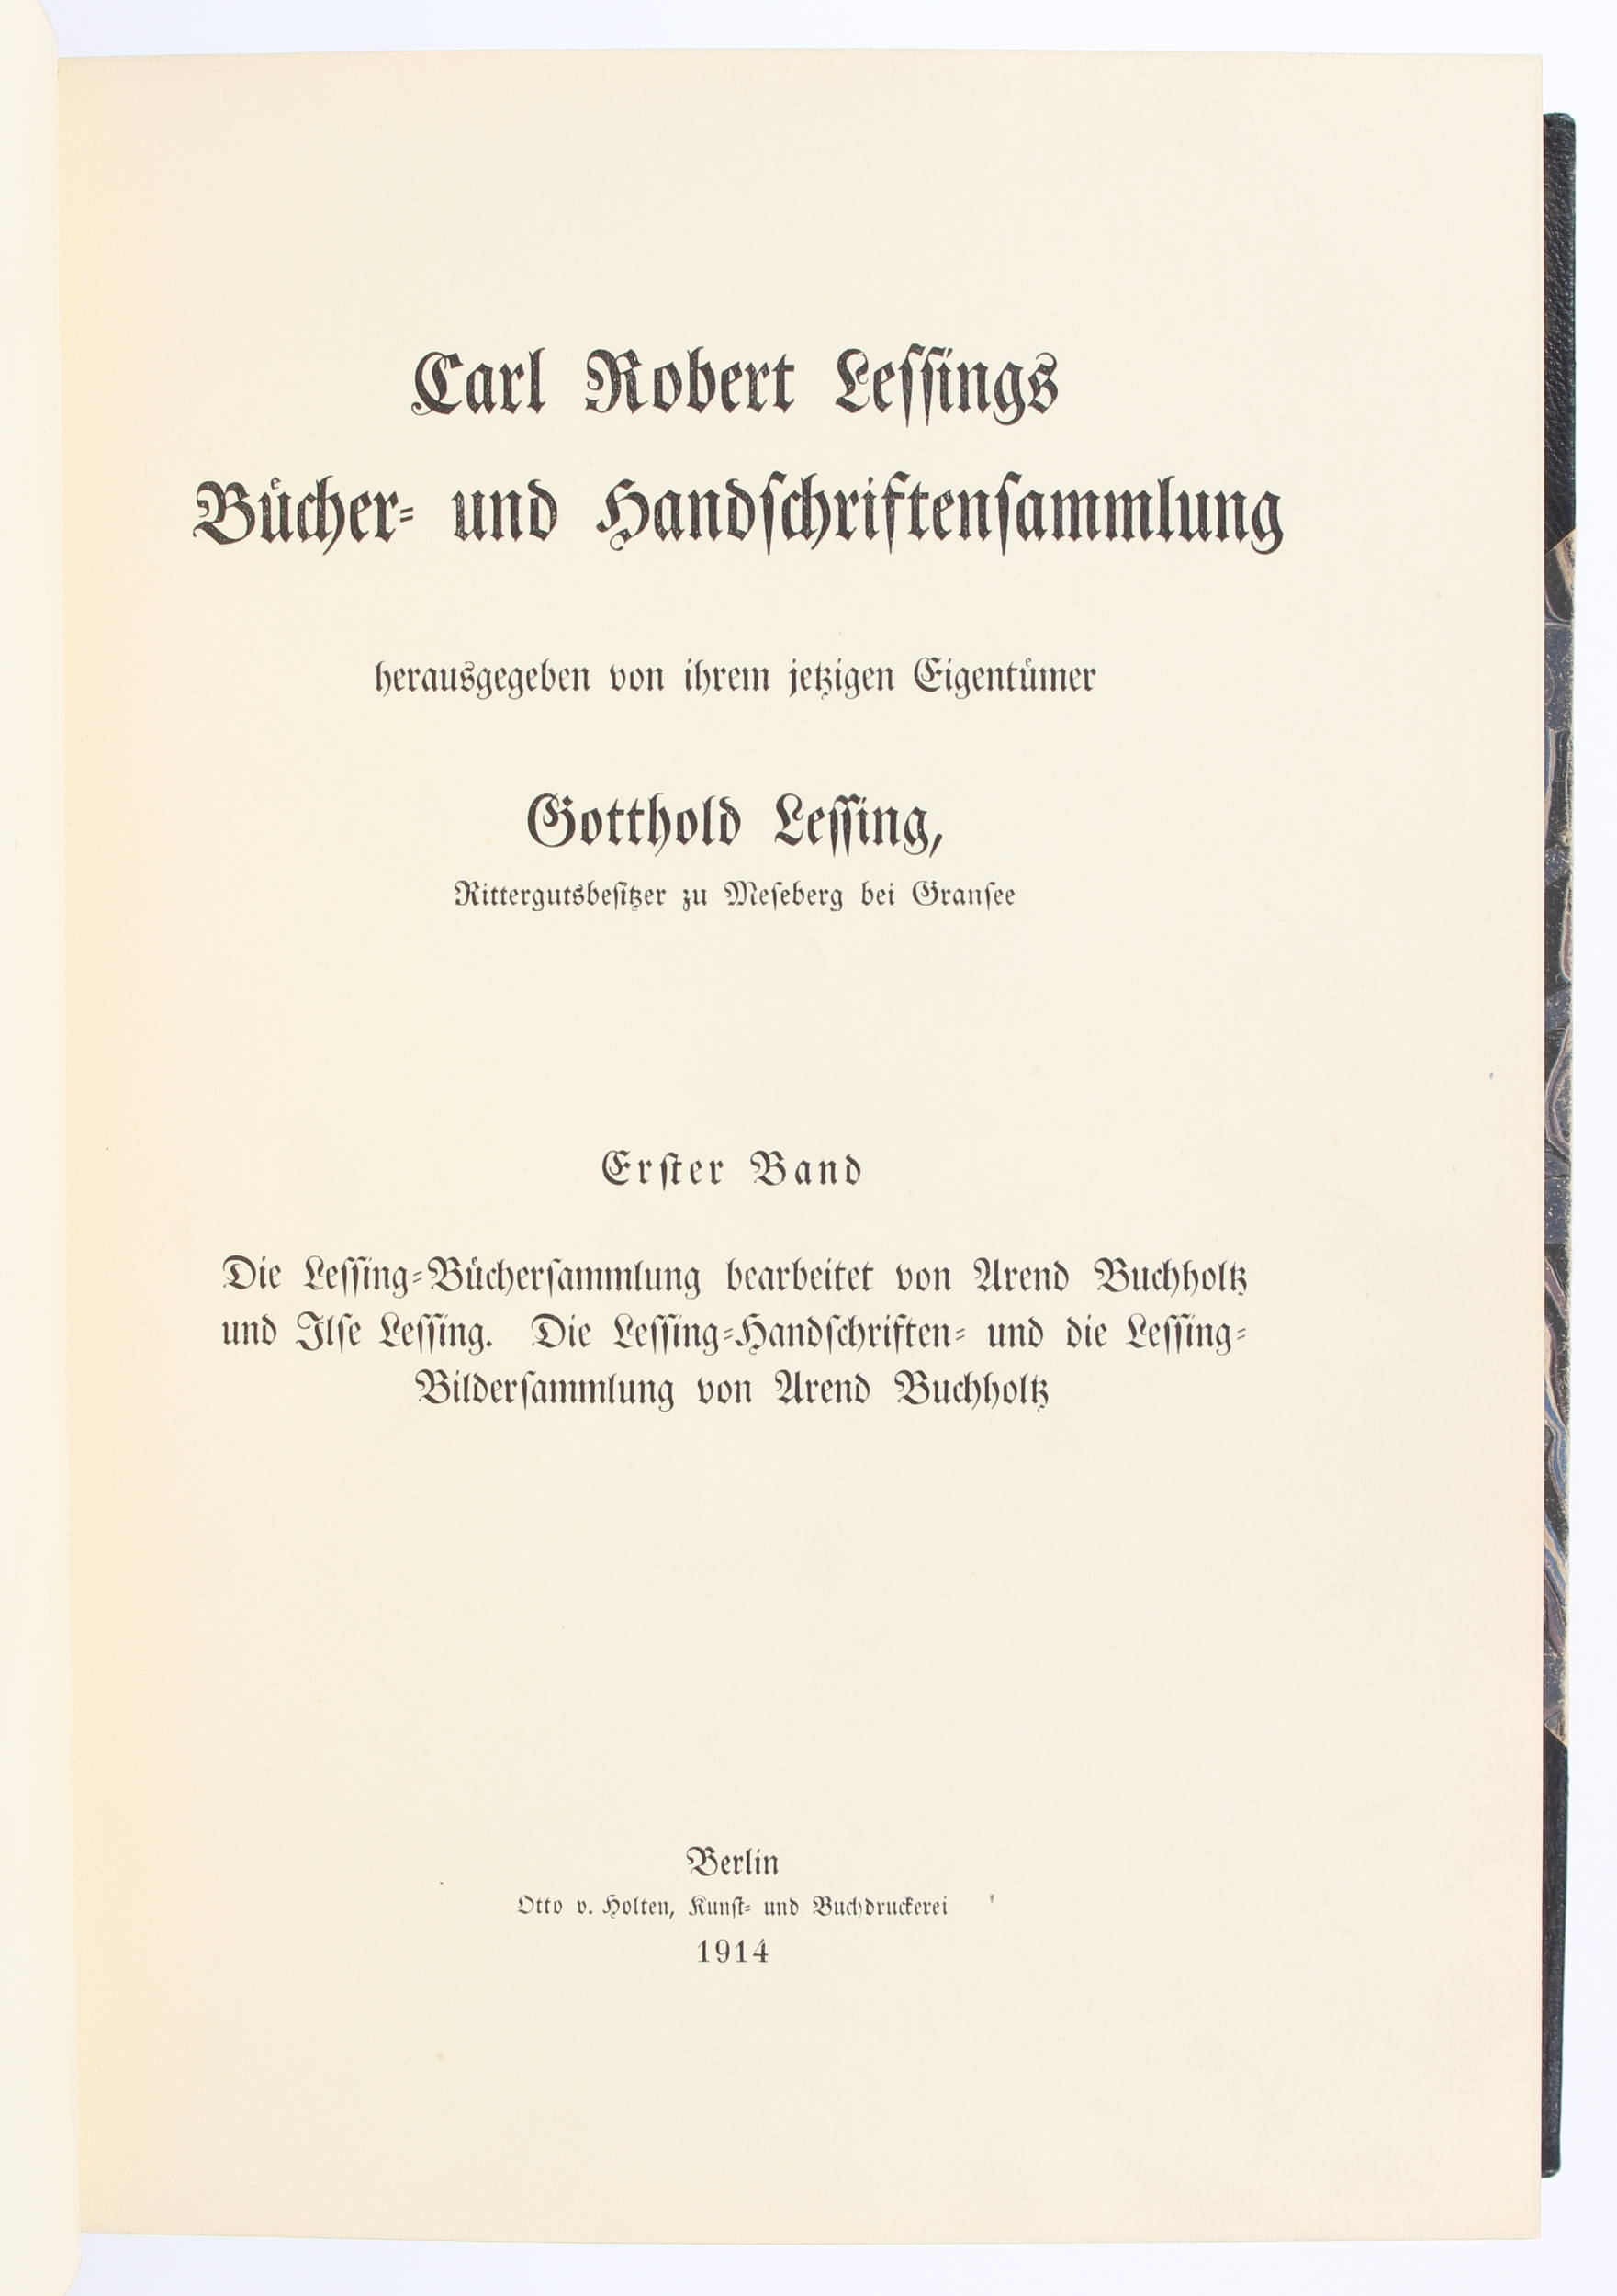 Carl Robert Leſſings
Bücher- und Handſchriftenſammlung
herausgegeben von ihrem jetzigen Eigentümer
Gotthold Leſſing,
Rittergutsbeſitzer zu Meſeberg bei Granſee
Erſter Band
Die Leſſing-Bücherſammlung bearbeitet von Arend Buchholtz
und Ilſe Leſſing. Die Leſſing-Handſchriften- und die Leſſing-
Bilderſammlung von Arend Buchholtz
Berlin
Otto v. Holten, Kunſt- und Buchdruckerei
1914